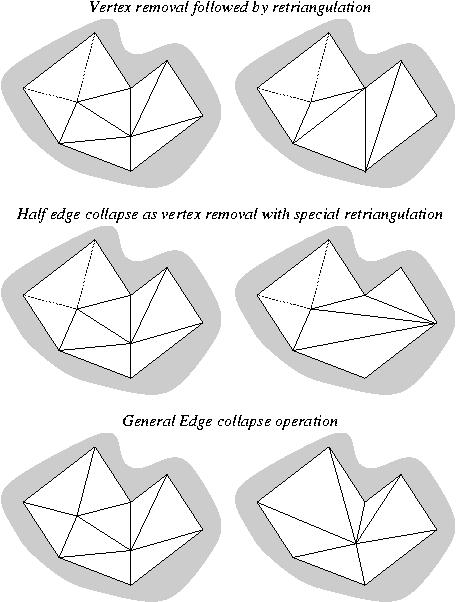 Vertex removal followed by retriangulation
Half edge collapse as vertex removal with special retriangulation
General Edge collapse operation